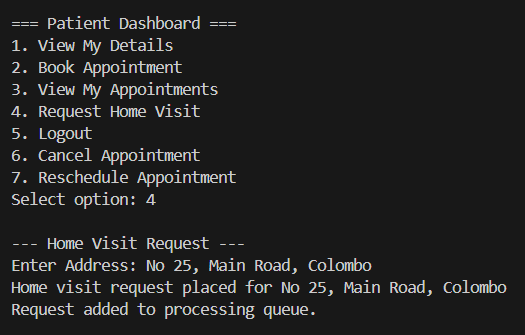 === Patient Dashboard ===
1. View My Details
2. Book Appointment
3. View My Appointments
4. Request Home Visit
5. Logout
6. Cancel Appointment
7. Reschedule Appointment
Select option: 4

--- Home Visit Request ---
Enter Address: No 25, Main Road, Colombo
Home visit request placed for No 25, Main Road, Colombo
Request added to processing queue.